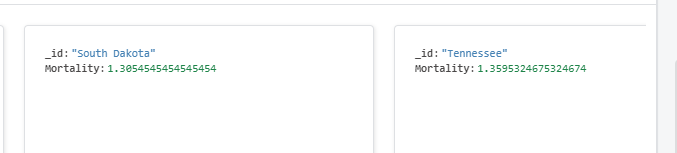 _id: "South Dakota"
Mortality: 1.3054545454545454
_id: "Tennessee"
Mortality: 1.3595324675324674